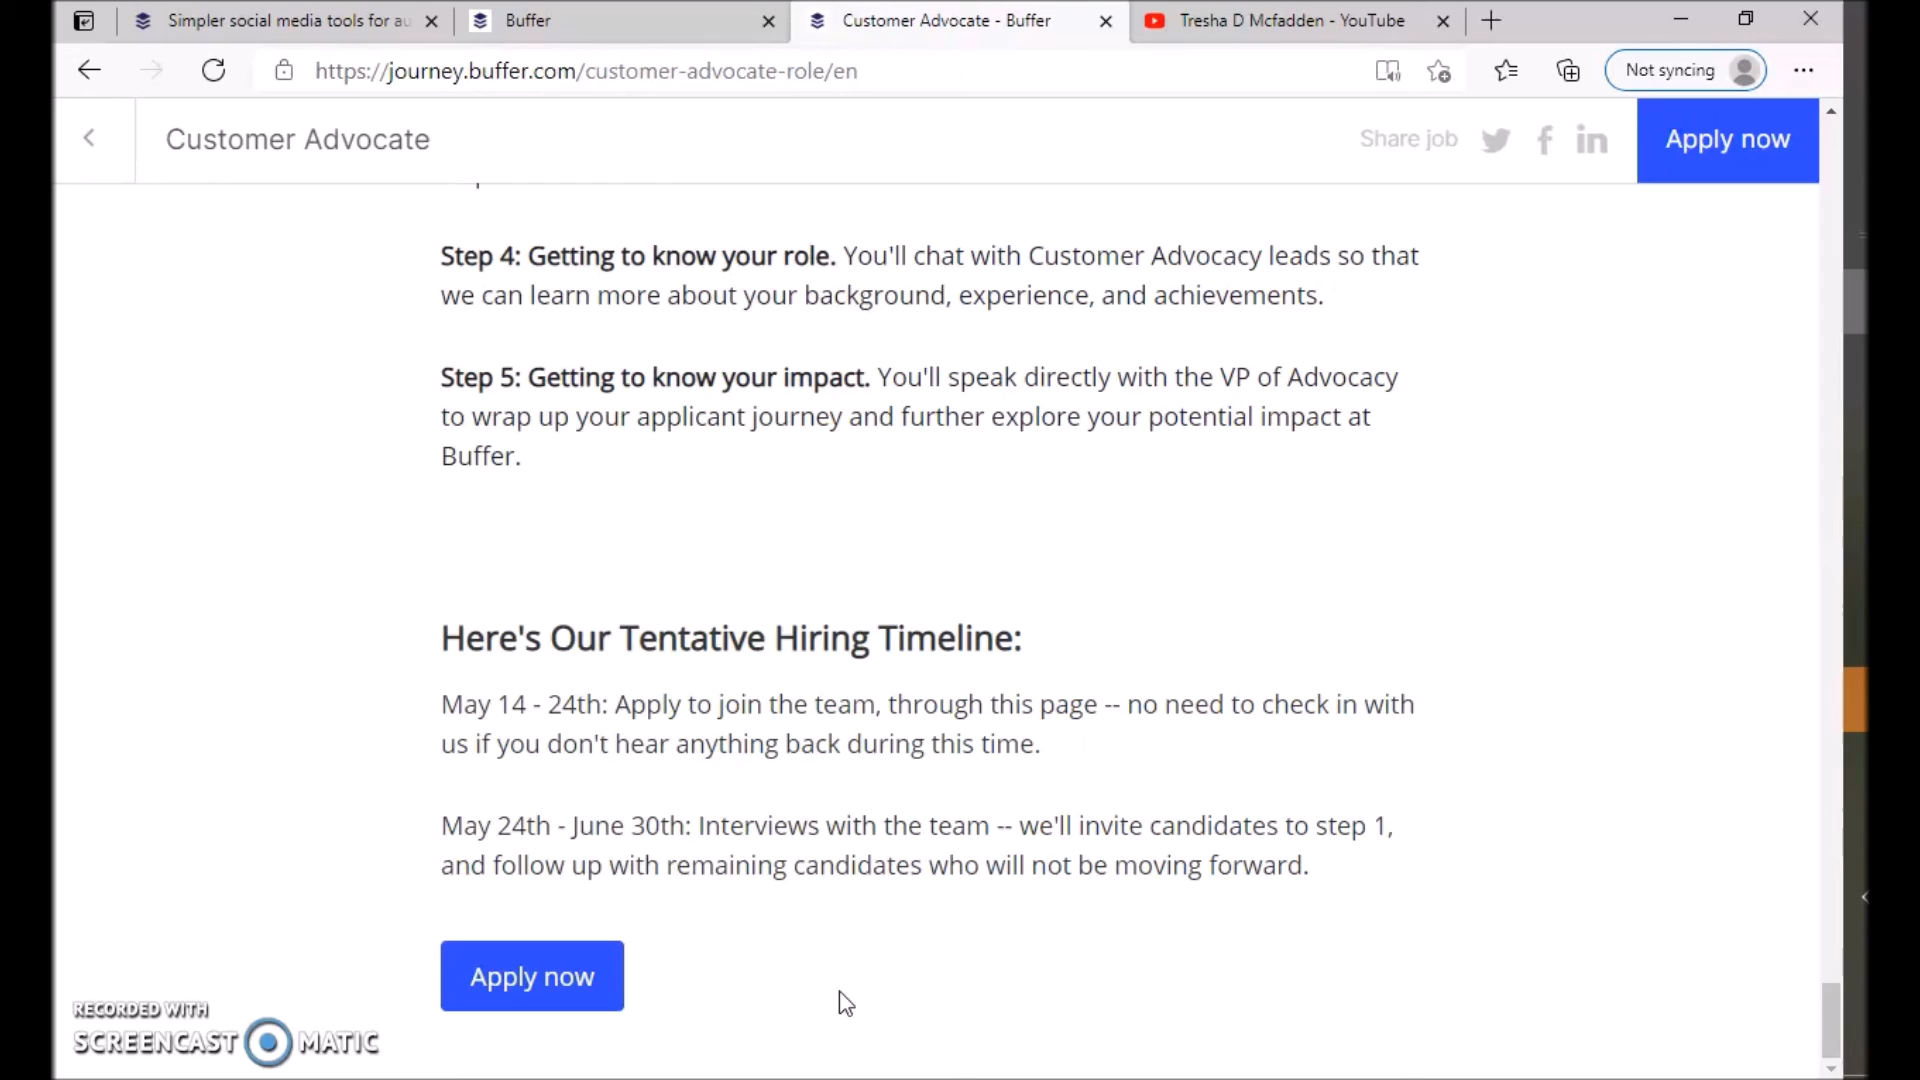 Simpler social media tools for au
Buffer
Customer Advocate - Buffer
Tresha D Mcfadden - YouTube
https://journey.buffer.com/customer-advocate-role/en
Not syncing
Customer Advocate
Share job
Apply now
Step 4: Getting to know your role. You'll chat with Customer Advocacy leads so that
we can learn more about your background, experience, and achievements.
Step 5: Getting to know your impact. You'll speak directly with the VP of Advocacy
to wrap up your applicant journey and further explore your potential impact at
Buffer.
Here's Our Tentative Hiring Timeline:
May 14 - 24th: Apply to join the team, through this page -- no need to check in with
us if you don't hear anything back during this time.
May 24th - June 30th: Interviews with the team -- we'll invite candidates to step 1,
and follow up with remaining candidates who will not be moving forward.
Apply now
RECORDED WITH
SCREENCAST MATIC